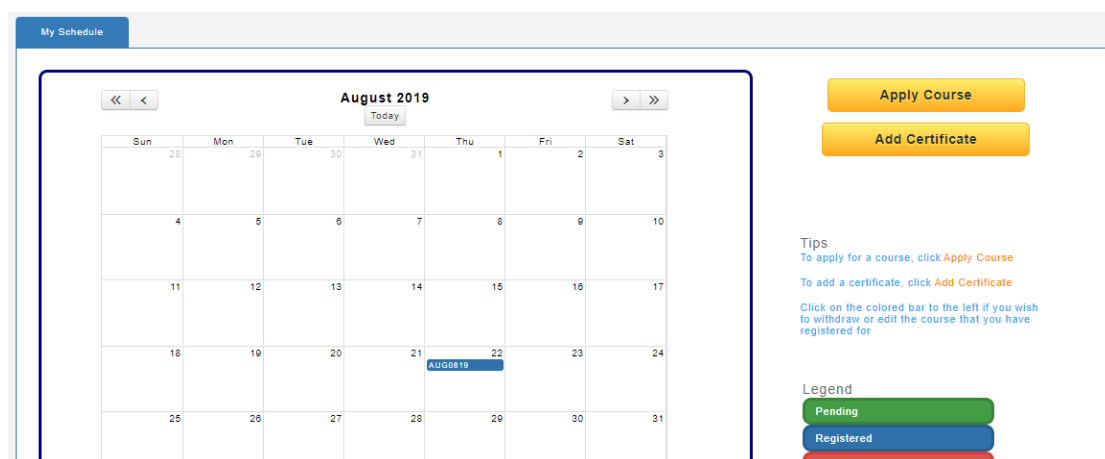 My Schedule
August 2019
Today
Sun Mon Tue Wed Thu Fri Sat
28 29 30 31 1 2 3
4 5 6 7 8 9 10
11 12 13 14 15 16 17
18 19 20 21 22 23 24
AUG0819
25 26 27 28 29 30 31
Apply Course
Add Certificate
Tips
To apply for a course, click Apply Course
To add a certificate, click Add Certificate
Click on the colored bar to the left if you wish
to withdraw or edit the course that you have
registered for
Legend
Pending
Registered